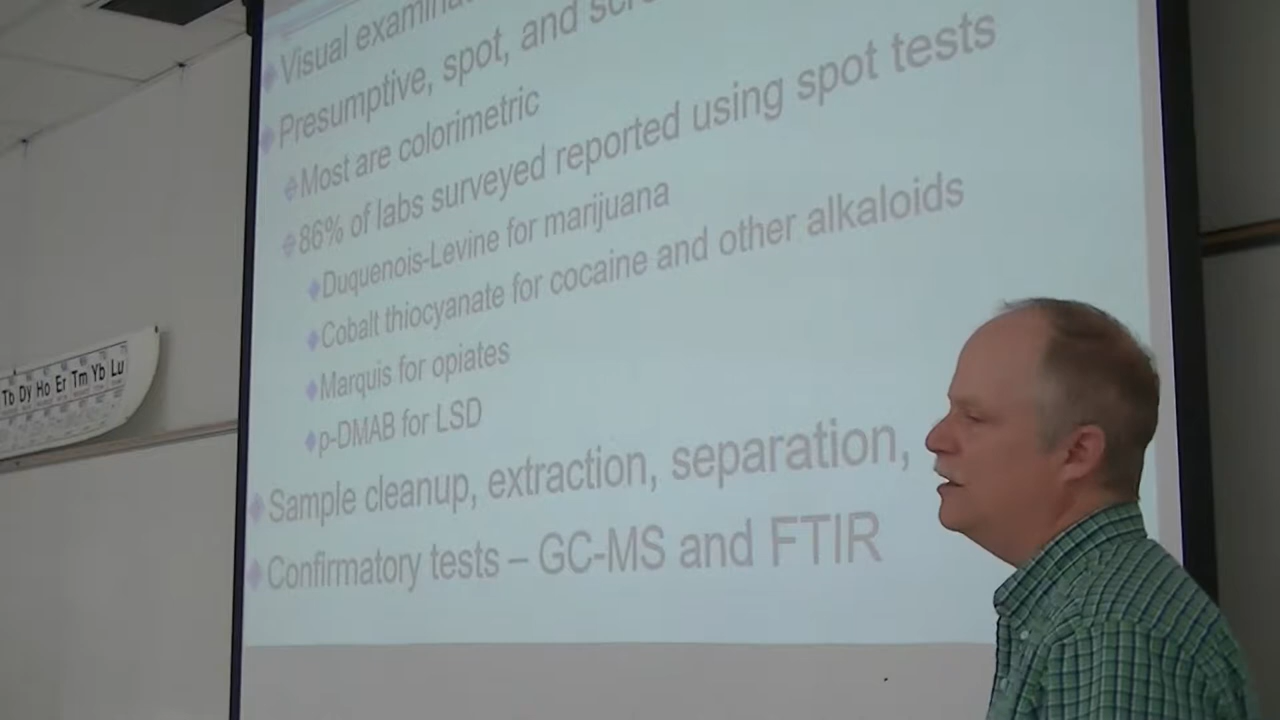 Visual
Presumptive, spot, and
Most are colorimetric
86% of labs surveyed reported using spot tests
Duquenois-Levine for marijuana
Cobalt thiocyanate for cocaine and other alkaloids
Marquis for opiates
p-DMAB for LSD
Sample cleanup, extraction, separation,
Confirmatory tests – GC-MS and FTIR
Tb Dy Ho Er Tm Yb Lu